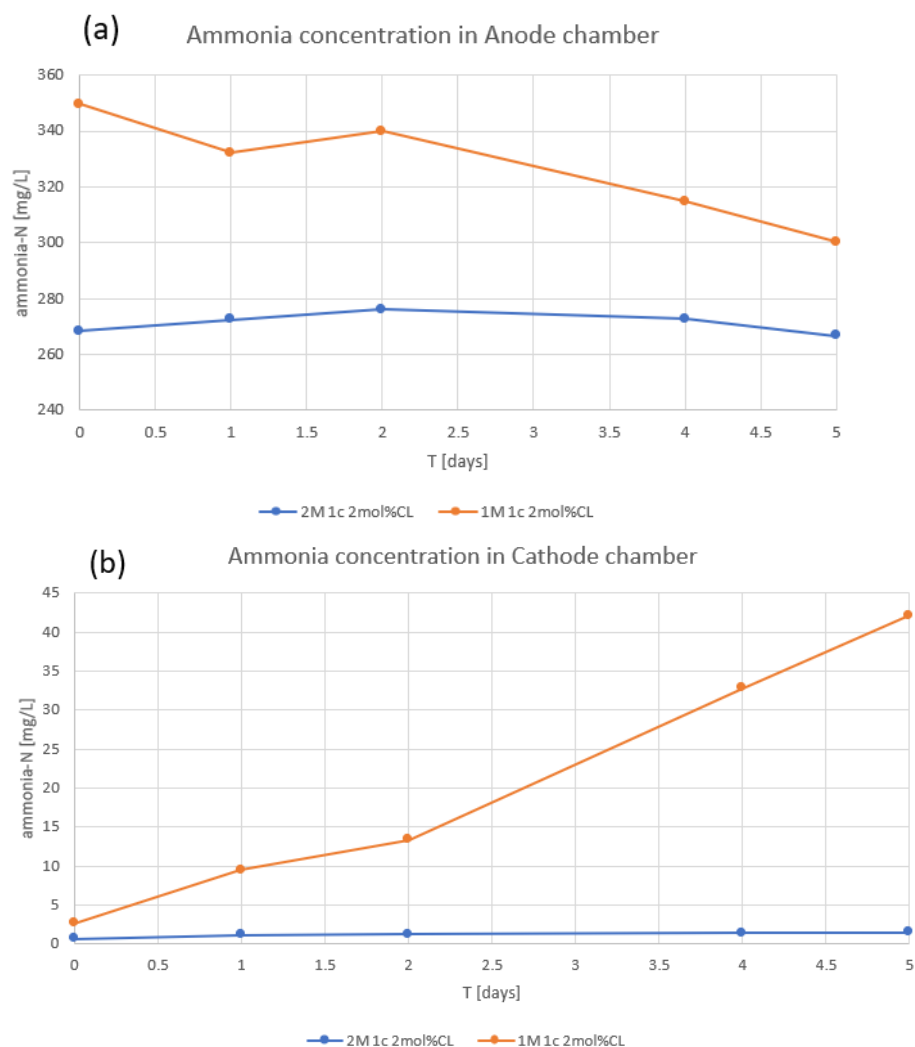 (a)
Ammonia concentration in Anode chamber
360
340
320
300
280
260
240
ammonia-N [mg/L]
0 0.5 1 1.5 2 2.5 3 3.5 4 4.5 5
T [days]
2M 1c 2mol%CL 1M 1c 2mol%CL
(b)
Ammonia concentration in Cathode chamber
45
40
35
30
25
20
15
10
5
0
ammonia-N [mg/L]
0 0.5 1 1.5 2 2.5 3 3.5 4 4.5 5
T [days]
2M 1c 2mol%CL 1M 1c 2mol%CL